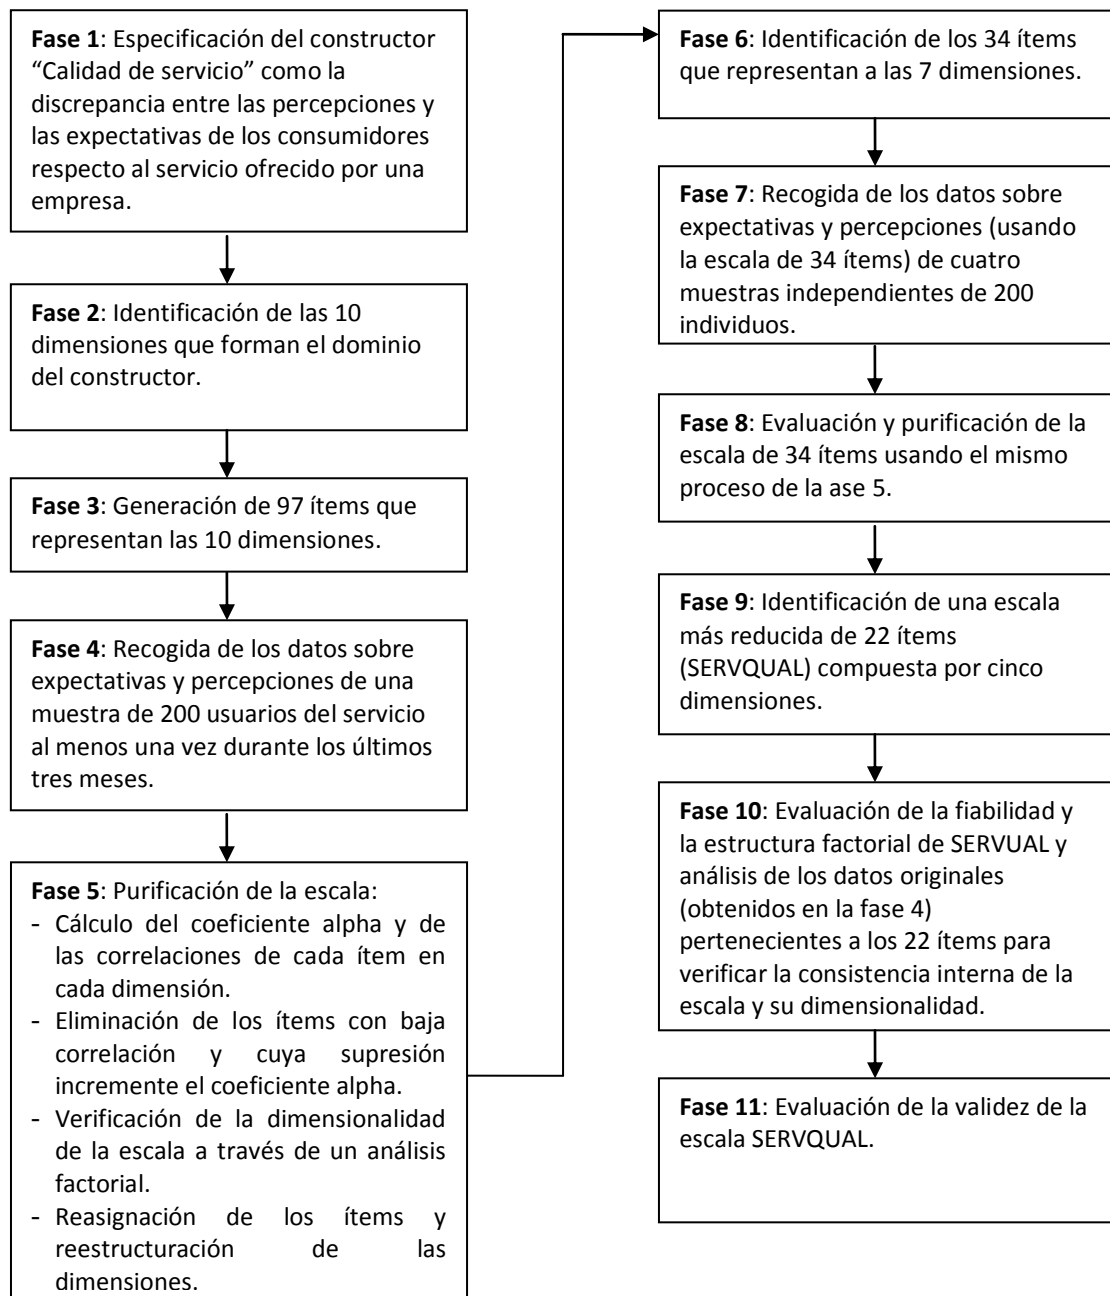 Fase 1: Especificación del constructor
“Calidad de servicio” como la
discrepancia entre las percepciones y
las expectativas de los consumidores
respecto al servicio ofrecido por una
empresa.
Fase 2: Identificación de las 10
dimensiones que forman el dominio
del constructor.
Fase 3: Generación de 97 ítems que
representan las 10 dimensiones.
Fase 4: Recogida de los datos sobre
expectativas y percepciones de una
muestra de 200 usuarios del servicio
al menos una vez durante los últimos
tres meses.
Fase 5: Purificación de la escala:
- Cálculo del coeficiente alpha y de
las correlaciones de cada ítem en
cada dimensión.
- Eliminación de los ítems con baja
correlación y cuya supresión
incremente el coeficiente alpha.
- Verificación de la dimensionalidad
de la escala a través de un análisis
factorial.
- Reasignación de los ítems y
reestructuración de las
dimensiones.
Fase 6: Identificación de los 34 ítems
que representan a las 7 dimensiones.
Fase 7: Recogida de los datos sobre
expectativas y percepciones (usando
la escala de 34 ítems) de cuatro
muestras independientes de 200
individuos.
Fase 8: Evaluación y purificación de la
escala de 34 ítems usando el mismo
proceso de la ase 5.
Fase 9: Identificación de una escala
más reducida de 22 ítems
(SERVQUAL) compuesta por cinco
dimensiones.
Fase 10: Evaluación de la fiabilidad y
la estructura factorial de SERVUAL y
análisis de los datos originales
(obtenidos en la fase 4)
pertenecientes a los 22 ítems para
verificar la consistencia interna de la
escala y su dimensionalidad.
Fase 11: Evaluación de la validez de la
escala SERVQUAL.